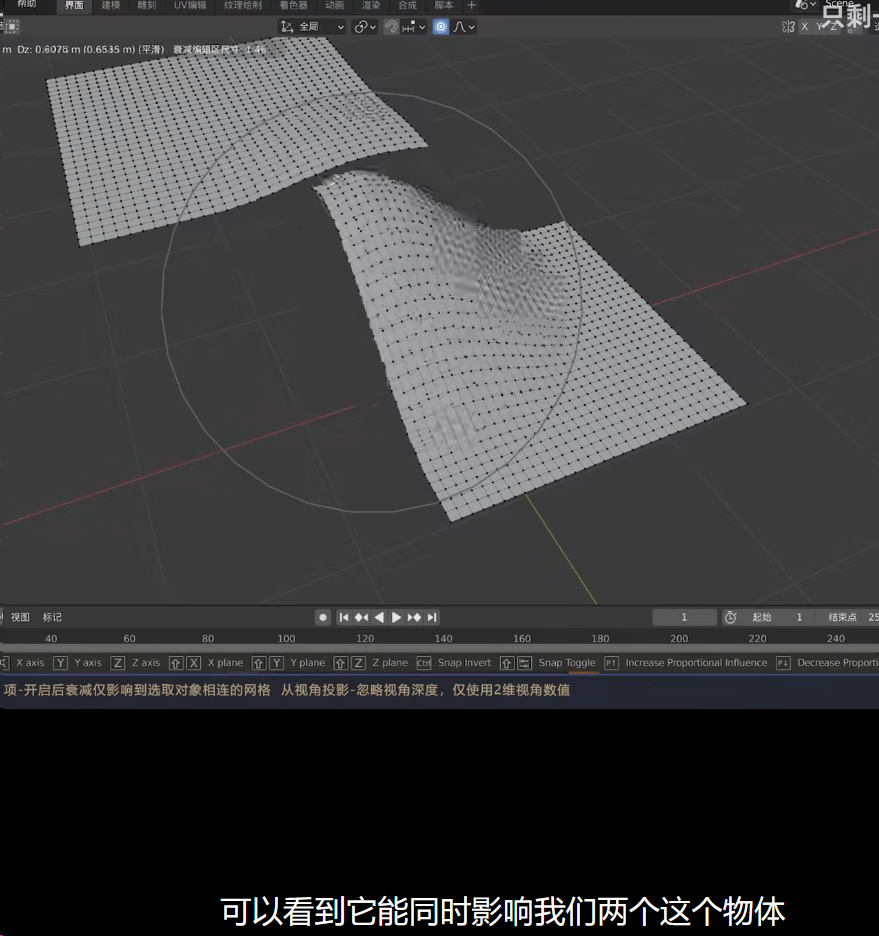 帮助 界面 建模 雕刻 UV编辑 纹理绘制 着色器 动画 渲染 合成 脚本 + Scene
只剩
全局 X Y Z
m Dz: 0.6078 m (0.6535 m) (平滑) 衰减编辑区尺寸: 1.46
视图 标记 1 起始 1 结束点 25
40 60 80 100 120 140 160 180 200 220 240
X axis Y Y axis Z Z axis X X plane Y Y plane Z Z plane Ctrl Snap Invert Snap Toggle P↑ Increase Proportional Influence P↓ Decrease Proporti
项-开启后衰减仅影响到选取对象相连的网格 从视角投影-忽略视角深度，仅使用2维视角数值
可以看到它能同时影响我们两个这个物体